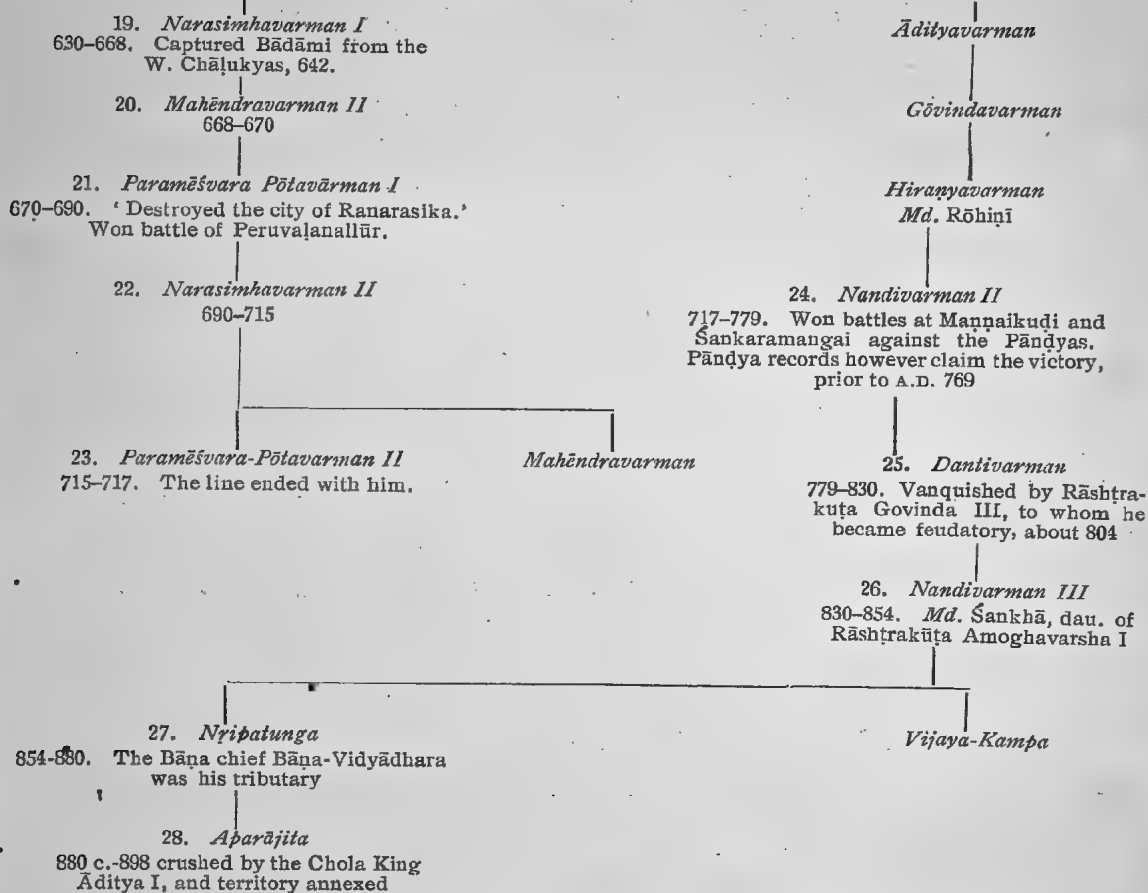 19. Narasimhavarman I
630–668. Captured Bādāmi from the
W. Chāḷukyas, 642.
20. Mahēndravarman II
668–670
21. Paramēśvara Pōtavārman I
670–690. ‘ Destroyed the city of Ranarasika.’
Won battle of Peruvaḷanallūr.
22. Narasimhavarman II
690–715
23. Paramēśvara-Pōtavarman II
715–717. The line ended with him.
Mahēndravarman
Ādityavarman
Gōvindavarman
Hiraṇyavarman
Md. Rōhiṇī
24. Nandivarman II
717–779. Won battles at Maṇṇaikuḍi and
Śankaramangai against the Pāṇḍyas.
Pāṇḍya records however claim the victory,
prior to A.D. 769
25. Dantivarman
779–830. Vanquished by Rāshṭra-
kuṭa Govinda III, to whom he
became feudatory, about 804
26. Nandivarman III
830–854. Md. Śankhā, dau. of
Rāshṭrakūṭa Amoghavarsha I
27. Nṛipatunga
854-880. The Bāṇa chief Bāṇa-Vidyādhara
was his tributary
Vijaya-Kampa
28. Aparājita
880 c.-898 crushed by the Chola King
Āditya I, and territory annexed